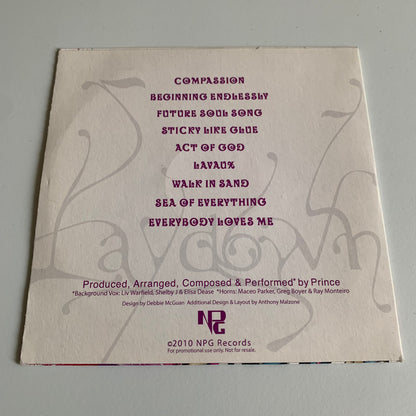 COMPASSION
BEGINNING ENDLESSLY
FUTURE SOUL SONG
STICKY LIKE GLUE
ACT OF GOD
LAVAUX
WALK IN SAND
SEA OF EVERYTHING
EVERYBODY LOVES ME
Laydown
Produced, Arranged, Composed & Performed* by Prince
*Background Vox: Liv Warfield, Shelby J & Elisa Dease *Horns: Maceo Parker, Greg Boyer & Ray Monteiro
Design by Debbie McGuan Additional Design & Layout by Anthony Malzone
NPG
©2010 NPG Records
For promotional use only. Not for resale.